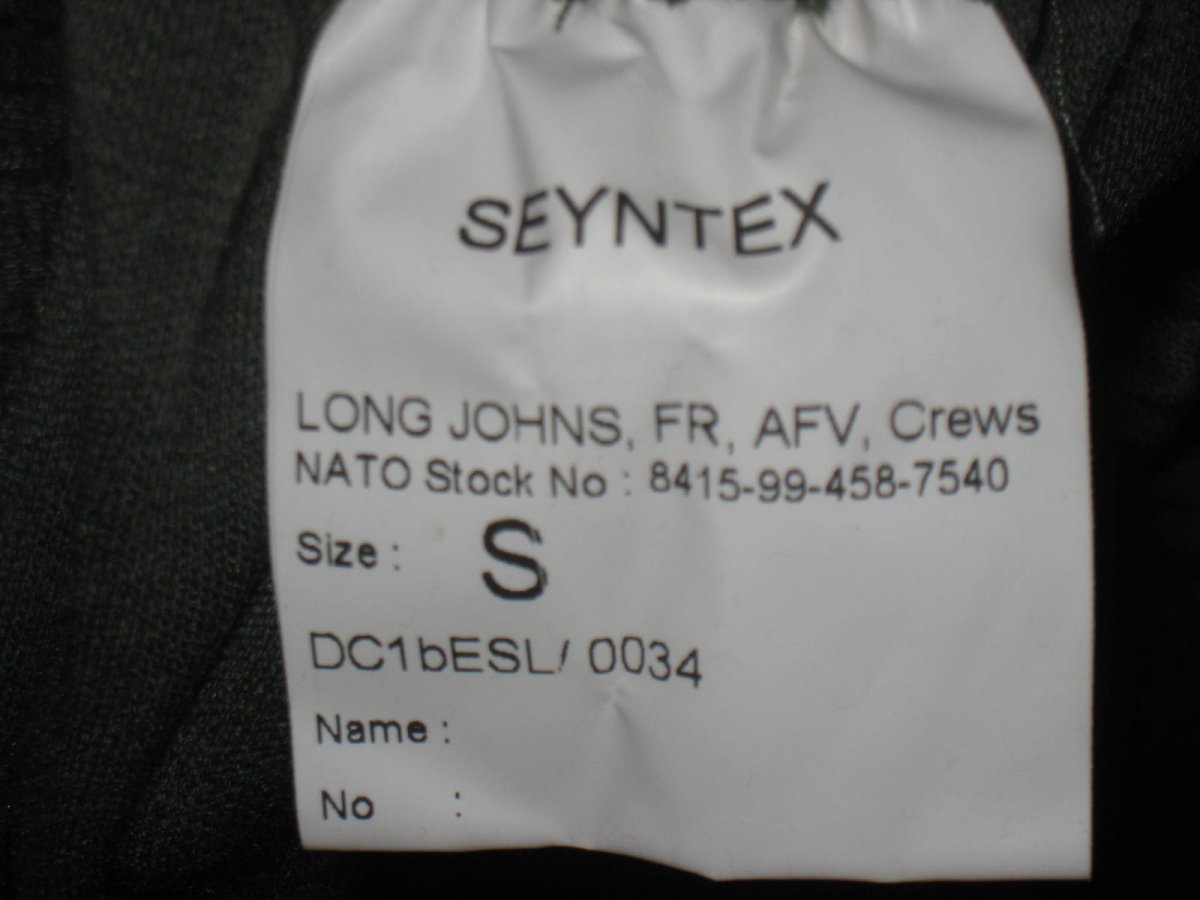 SEYNTEX
LONG JOHNS, FR, AFV, Crews
NATO Stock No : 8415-99-458-7540
Size : S
DC1bESL/ 0034
Name :
No :